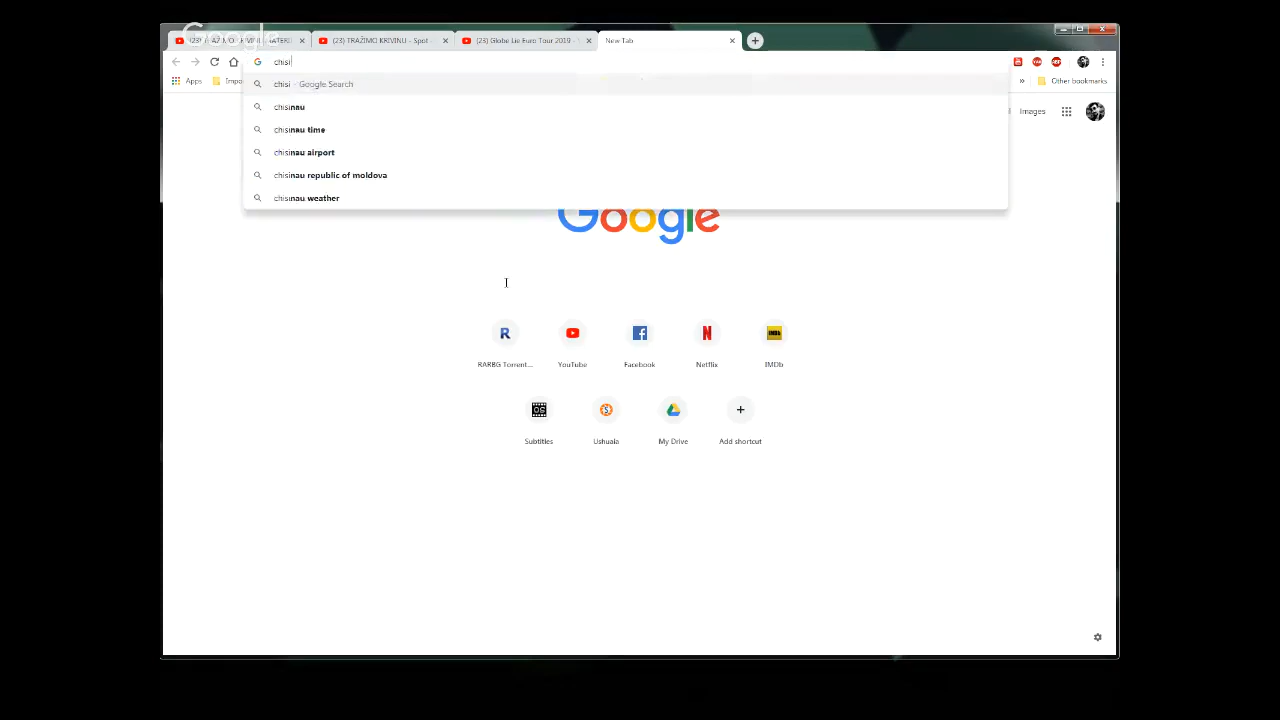 Google
(23) TRAŽIMO KRIVINU - Spot
(23) Globe Lie Euro Tour 2019 -
New Tab
chisi
Apps
Impo
Other bookmarks
chisi - Google Search
chisinau
chisinau time
chisinau airport
chisinau republic of moldova
chisinau weather
Images
Google
RARBG Torrent...
YouTube
Facebook
Netflix
IMDb
Subtitles
Ushuaia
My Drive
Add shortcut